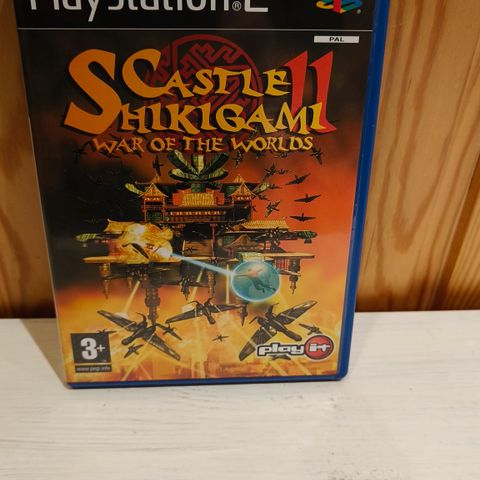 PlayStation®2
PAL
CASTLE II
SHIKIGAMI
WAR OF THE WORLDS
3+
www.pegi.info
play it